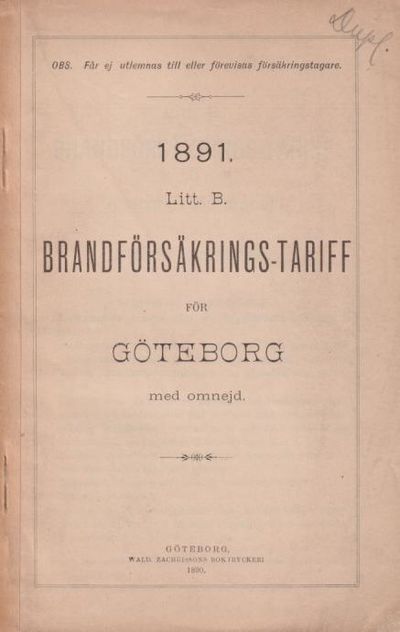 Dupl.
OBS. Får ej utlemnas till eller förevisas försäkringstagare.
1891.
Litt. B.
BRANDFÖRSÄKRINGS-TARIFF
FÖR
GÖTEBORG
med omnejd.
GÖTEBORG,
WALD. ZACHRISSONS BOKTRYCKERI
1890.